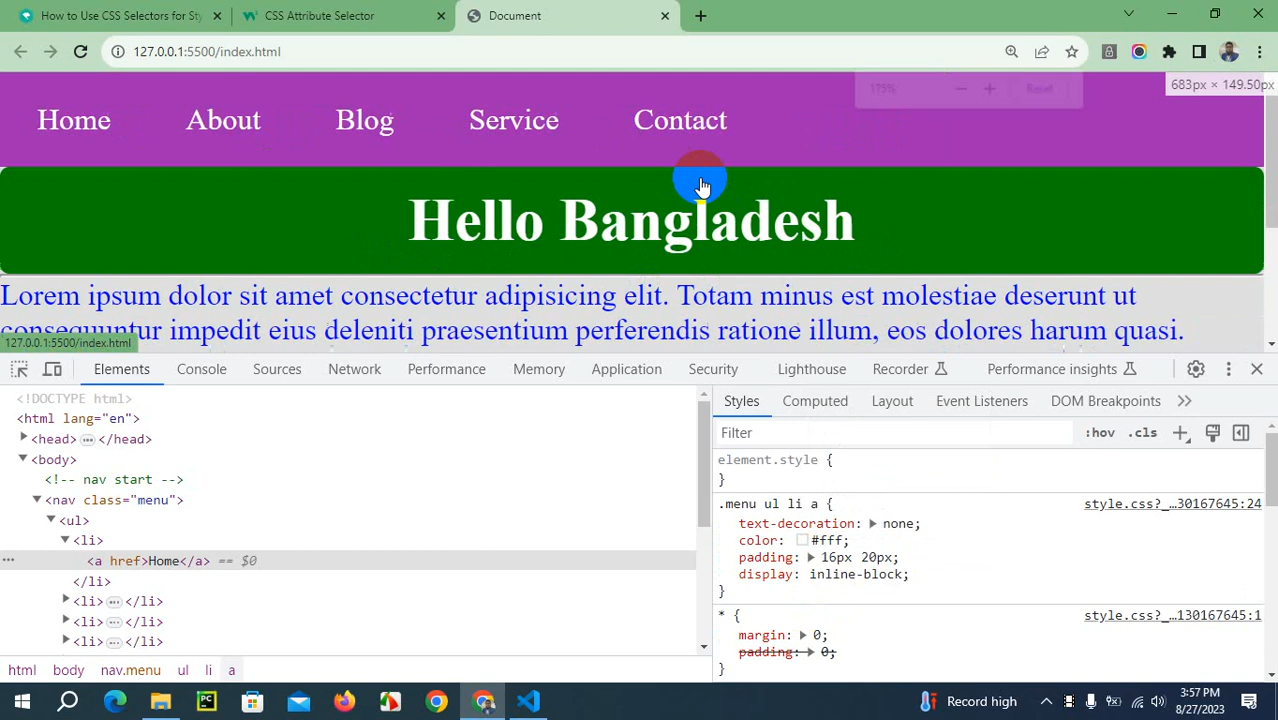 How to Use CSS Selectors for Sty
CSS Attribute Selector
Document
127.0.0.1:5500/index.html
Home About Blog Service Contact
175% Reset
683px × 149.50px
Hello Bangladesh
Lorem ipsum dolor sit amet consectetur adipisicing elit. Totam minus est molestiae deserunt ut
consequuntur impedit eius deleniti praesentium perferendis ratione illum, eos dolores harum quasi.
127.0.0.1:5500/index.html
Elements Console Sources Network Performance Memory Application Security Lighthouse Recorder Performance insights
<!DOCTYPE html>
<html lang="en">
<head> ••• </head>
<body>
<!-- nav start -->
<nav class="menu">
<ul>
<li>
••• <a href>Home</a> == $0
</li>
<li> ••• </li>
<li> ••• </li>
<li> ••• </li>
html body nav.menu ul li a
Styles Computed Layout Event Listeners DOM Breakpoints
Filter :hov .cls
element.style {
}
.menu ul li a { style.css?_…30167645:24
text-decoration: none;
color: #fff;
padding: 16px 20px;
display: inline-block;
}
* { style.css?_…130167645:1
margin: 0;
padding: 0;
}
Record high
3:57 PM
8/27/2023